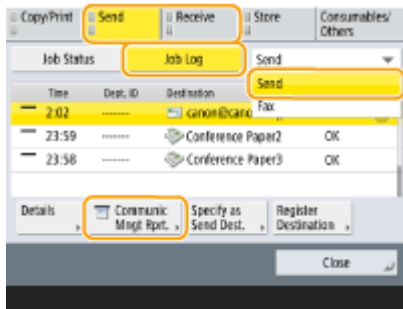 Copy/Print Send Receive Store Consumables/
Others
Job Status Job Log Send
Send
Fax
Time Dept. ID Destination
2:02 ------- canon@cano
23:59 ------- Conference Paper2 OK
23:58 ------- Conference Paper3 OK
Details Communic Specify as Register
Mngt Rprt. Send Dest. Destination
Close